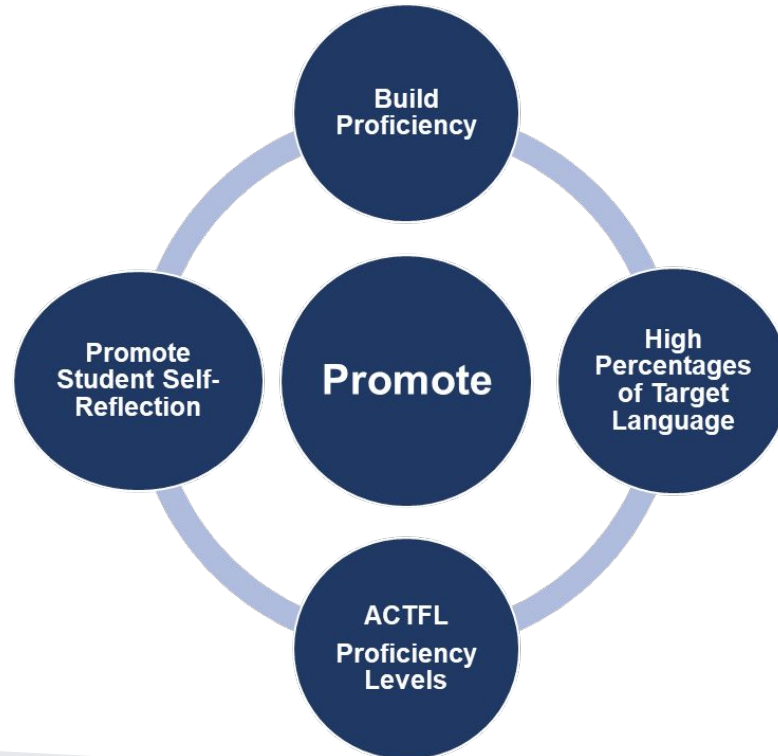 Build
Proficiency
Promote
Student Self-
Reflection
Promote
High
Percentages
of Target
Language
ACTFL
Proficiency
Levels